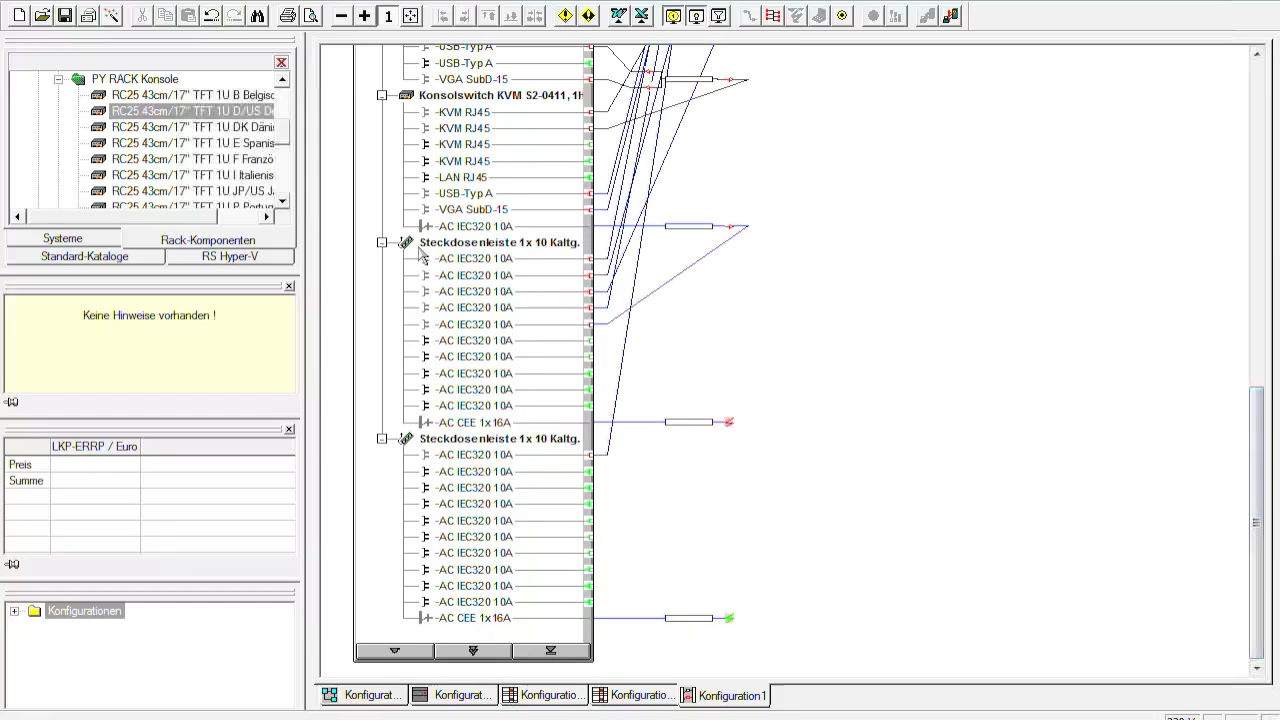 1
PY RACK Konsole
RC25 43cm/17" TFT 1U B Belgisc
RC25 43cm/17" TFT 1U D/US De
RC25 43cm/17" TFT 1U DK Däni
RC25 43cm/17" TFT 1U E Spanis
RC25 43cm/17" TFT 1U F Franzö
RC25 43cm/17" TFT 1U I Italienis
RC25 43cm/17" TFT 1U JP/US J
RC25 43cm/17" TFT 1U P Portug
Systeme
Rack-Komponenten
Standard-Kataloge
RS Hyper-V
Keine Hinweise vorhanden !
LKP-ERRP / Euro
Preis
Summe
Konfigurationen
USB-Typ A
USB-Typ A
VGA SubD-15
Konsolswitch KVM S2-0411, 1H
KVM RJ45
KVM RJ45
KVM RJ45
KVM RJ45
LAN RJ45
USB-Typ A
VGA SubD-15
AC IEC320 10A
Steckdosenleiste 1x 10 Kaltg.
AC IEC320 10A
AC IEC320 10A
AC IEC320 10A
AC IEC320 10A
AC IEC320 10A
AC IEC320 10A
AC IEC320 10A
AC IEC320 10A
AC IEC320 10A
AC IEC320 10A
AC CEE 1x16A
Steckdosenleiste 1x 10 Kaltg.
AC IEC320 10A
AC IEC320 10A
AC IEC320 10A
AC IEC320 10A
AC IEC320 10A
AC IEC320 10A
AC IEC320 10A
AC IEC320 10A
AC IEC320 10A
AC IEC320 10A
AC CEE 1x16A
Konfigurat...
Konfigurat...
Konfiguratio...
Konfiguratio...
Konfiguration1